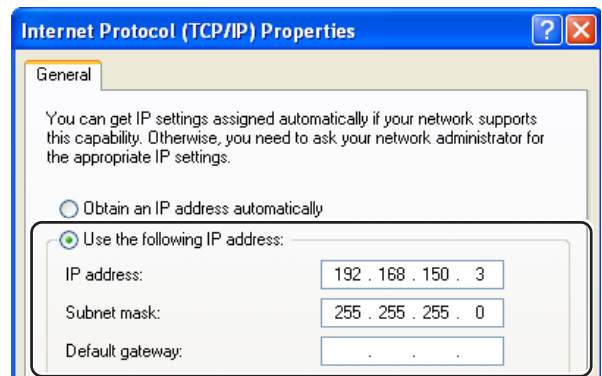 Internet Protocol (TCP/IP) Properties
General
You can get IP settings assigned automatically if your network supports
this capability. Otherwise, you need to ask your network administrator for
the appropriate IP settings.
Obtain an IP address automatically
Use the following IP address:
IP address: 192 . 168 . 150 . 3
Subnet mask: 255 . 255 . 255 . 0
Default gateway: . . .